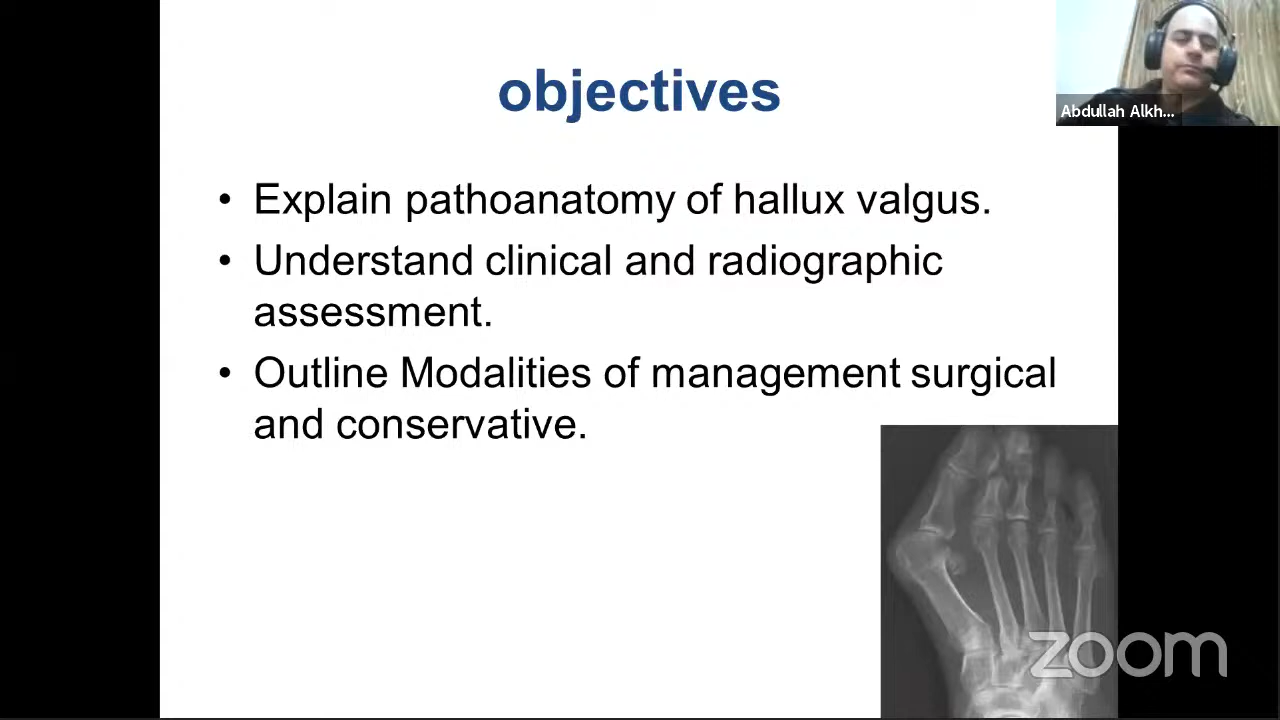 objectives
Abdullah Alkh...
• Explain pathoanatomy of hallux valgus.
• Understand clinical and radiographic
assessment.
• Outline Modalities of management surgical
and conservative.
zoom